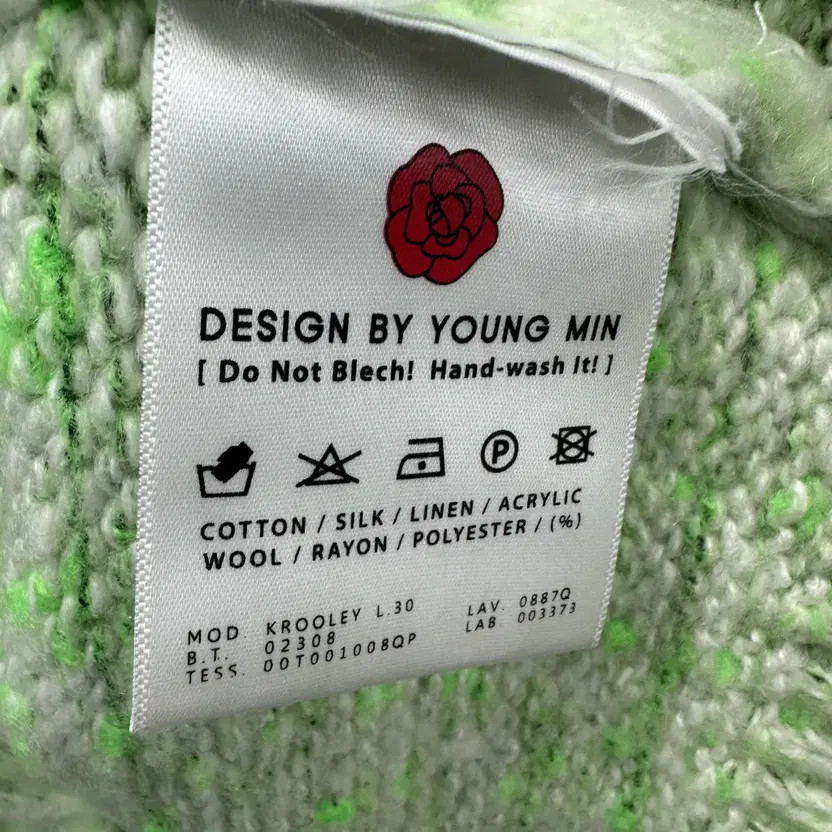 DESIGN BY YOUNG MIN
[ Do Not Blech! Hand-wash It! ]
P
COTTON / SILK / LINEN / ACRYLIC
WOOL / RAYON / POLYESTER / (%)
MOD. KROOLEY L.30 LAV. 0887Q
B.T. 02308 LAB 003373
TESS. 00T001008QP